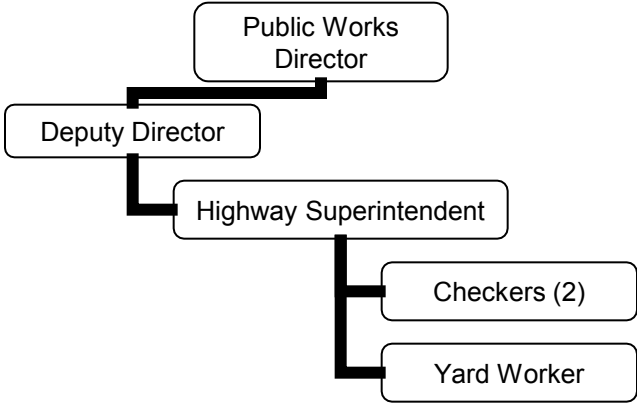 Public Works
Director
Deputy Director
Highway Superintendent
Checkers (2)
Yard Worker